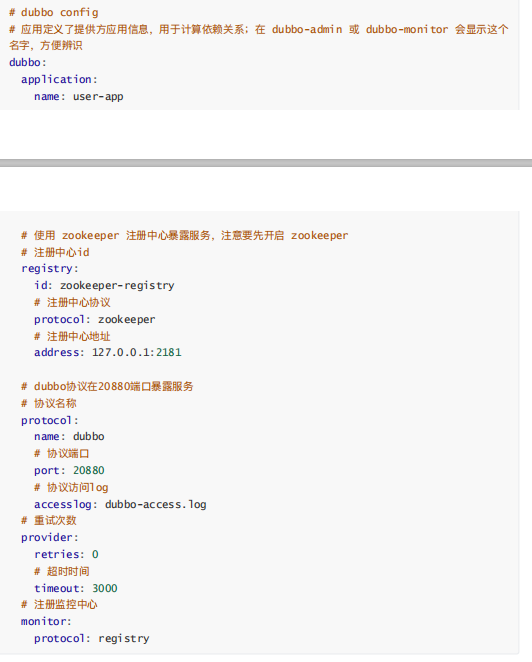 # dubbo config
# 应用定义了提供方应用信息，用于计算依赖关系；在 dubbo-admin 或 dubbo-monitor 会显示这个
名字，方便辨识
dubbo:
  application:
    name: user-app
  # 使用 zookeeper 注册中心暴露服务，注意要先开启 zookeeper
  # 注册中心id
  registry:
    id: zookeeper-registry
    # 注册中心协议
    protocol: zookeeper
    # 注册中心地址
    address: 127.0.0.1:2181
  # dubbo协议在20880端口暴露服务
  # 协议名称
  protocol:
    name: dubbo
    # 协议端口
    port: 20880
    # 协议访问log
    accesslog: dubbo-access.log
  # 重试次数
  provider:
    retries: 0
    # 超时时间
    timeout: 3000
  # 注册监控中心
  monitor:
    protocol: registry